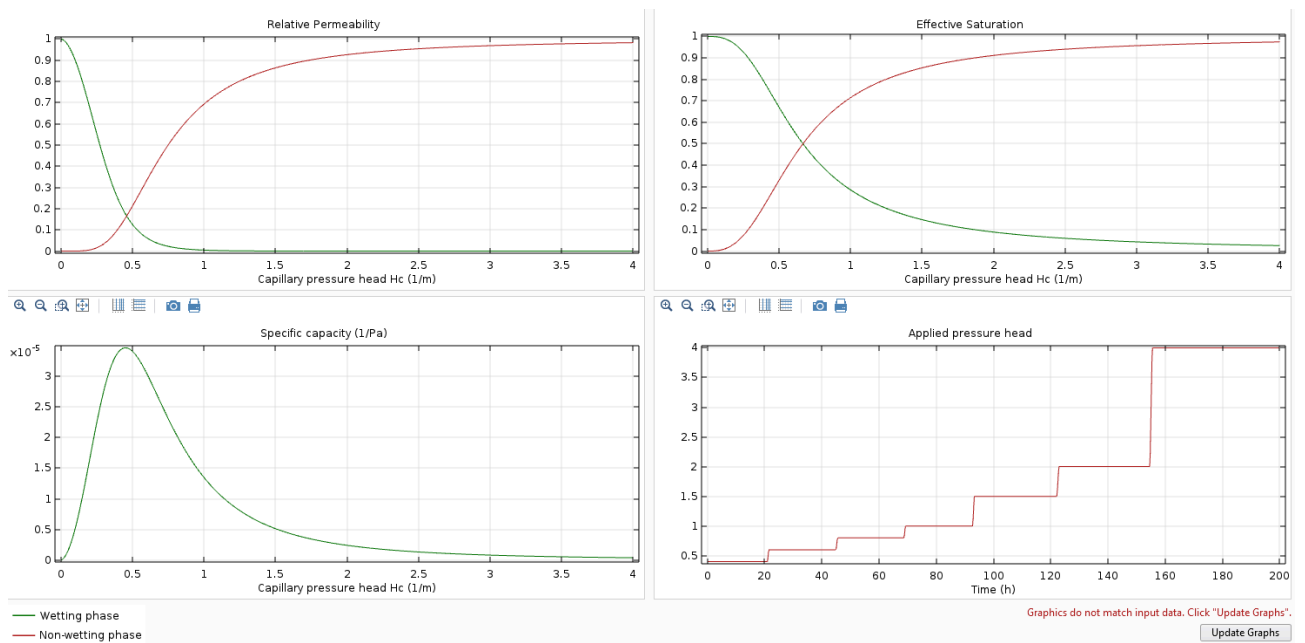 Relative Permeability
1
0.9
0.8
0.7
0.6
0.5
0.4
0.3
0.2
0.1
0
0 0.5 1 1.5 2 2.5 3 3.5 4
Capillary pressure head Hc (1/m)
Effective Saturation
1
0.9
0.8
0.7
0.6
0.5
0.4
0.3
0.2
0.1
0
0 0.5 1 1.5 2 2.5 3 3.5 4
Capillary pressure head Hc (1/m)
Specific capacity (1/Pa)
×10⁻⁵
3
2.5
2
1.5
1
0.5
0
0 0.5 1 1.5 2 2.5 3 3.5 4
Capillary pressure head Hc (1/m)
Applied pressure head
4
3.5
3
2.5
2
1.5
1
0.5
0 20 40 60 80 100 120 140 160 180 200
Time (h)
Wetting phase
Non-wetting phase
Graphics do not match input data. Click "Update Graphs".
Update Graphs